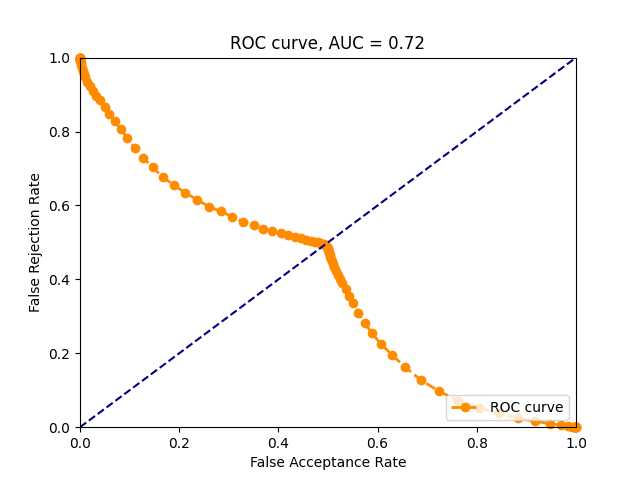 ROC curve, AUC = 0.72
1.0
0.8
0.6
0.4
0.2
0.0
False Rejection Rate
ROC curve
0.0 0.2 0.4 0.6 0.8 1.0
False Acceptance Rate